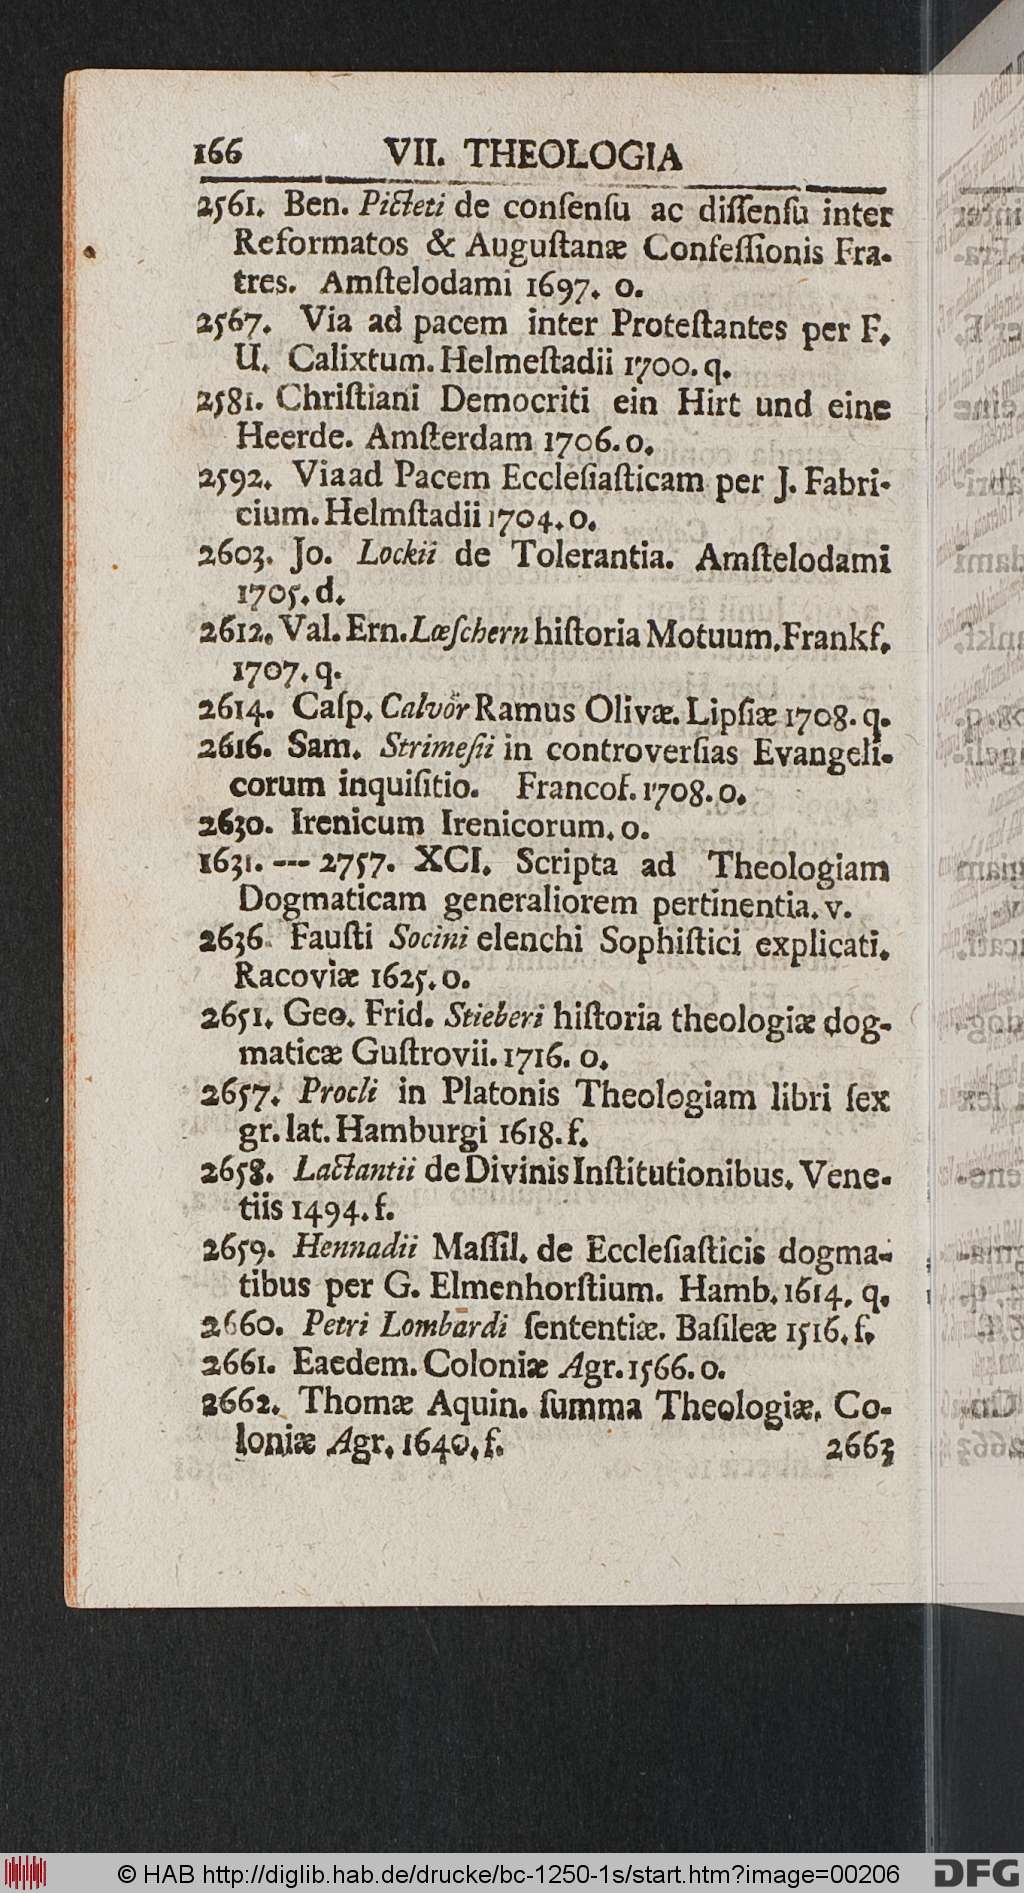 166 VII. THEOLOGIA
2561. Ben. Picteti de conſenſu ac diſſenſu inter
Reformatos & Auguſtanæ Confeſſionis Fra-
tres. Amſtelodami 1697. o.
2567. Via ad pacem inter Proteſtantes per F.
U. Calixtum. Helmeſtadii 1700. q.
2581. Chriſtiani Democriti ein Hirt und eine
Heerde. Amſterdam 1706. o.
2592. Viaad Pacem Eccleſiaſticam per J. Fabri-
cium. Helmſtadii 1704. o.
2603. Jo. Lockii de Tolerantia. Amſtelodami
1705. d.
2612. Val. Ern. Lœſchern hiſtoria Motuum. Frankf.
1707. q.
2614. Caſp. Calvör Ramus Olivæ. Lipſiæ 1708. q.
2616. Sam. Strimeſii in controverſias Evangeli-
corum inquiſitio. Francof. 1708. o.
2630. Irenicum Irenicorum. o.
1631. --- 2757. XCI. Scripta ad Theologiam
Dogmaticam generaliorem pertinentia. v.
2636. Fauſti Socini elenchi Sophiſtici explicati.
Racoviæ 1625. o.
2651. Geo. Frid. Stieberi hiſtoria theologiæ dog-
maticæ Guſtrovii. 1716. o.
2657. Procli in Platonis Theologiam libri ſex
gr. lat. Hamburgi 1618. f.
2658. Lactantii de Divinis Inſtitutionibus. Vene-
tiis 1494. f.
2659. Hennadii Maſſil. de Eccleſiaſticis dogma-
tibus per G. Elmenhorſtium. Hamb. 1614. q.
2660. Petri Lombardi ſententiæ. Baſileæ 1516. f.
2661. Eaedem. Coloniæ Agr. 1566. o.
2662. Thomæ Aquin. ſumma Theologiæ. Co-
loniæ Agr. 1640. f. 2663
© HAB http://diglib.hab.de/drucke/bc-1250-1s/start.htm?image=00206 DFG